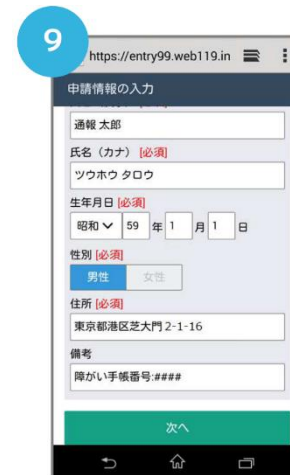 9
https://entry99.web119.in
申請情報の入力
通報 太郎
氏名（カナ） [必須]
ツウホウ タロウ
生年月日 [必須]
昭和 59 年 1 月 1 日
性別 [必須]
男性 女性
住所 [必須]
東京都港区芝大門 2-1-16
備考
障がい手帳番号:####
次へ